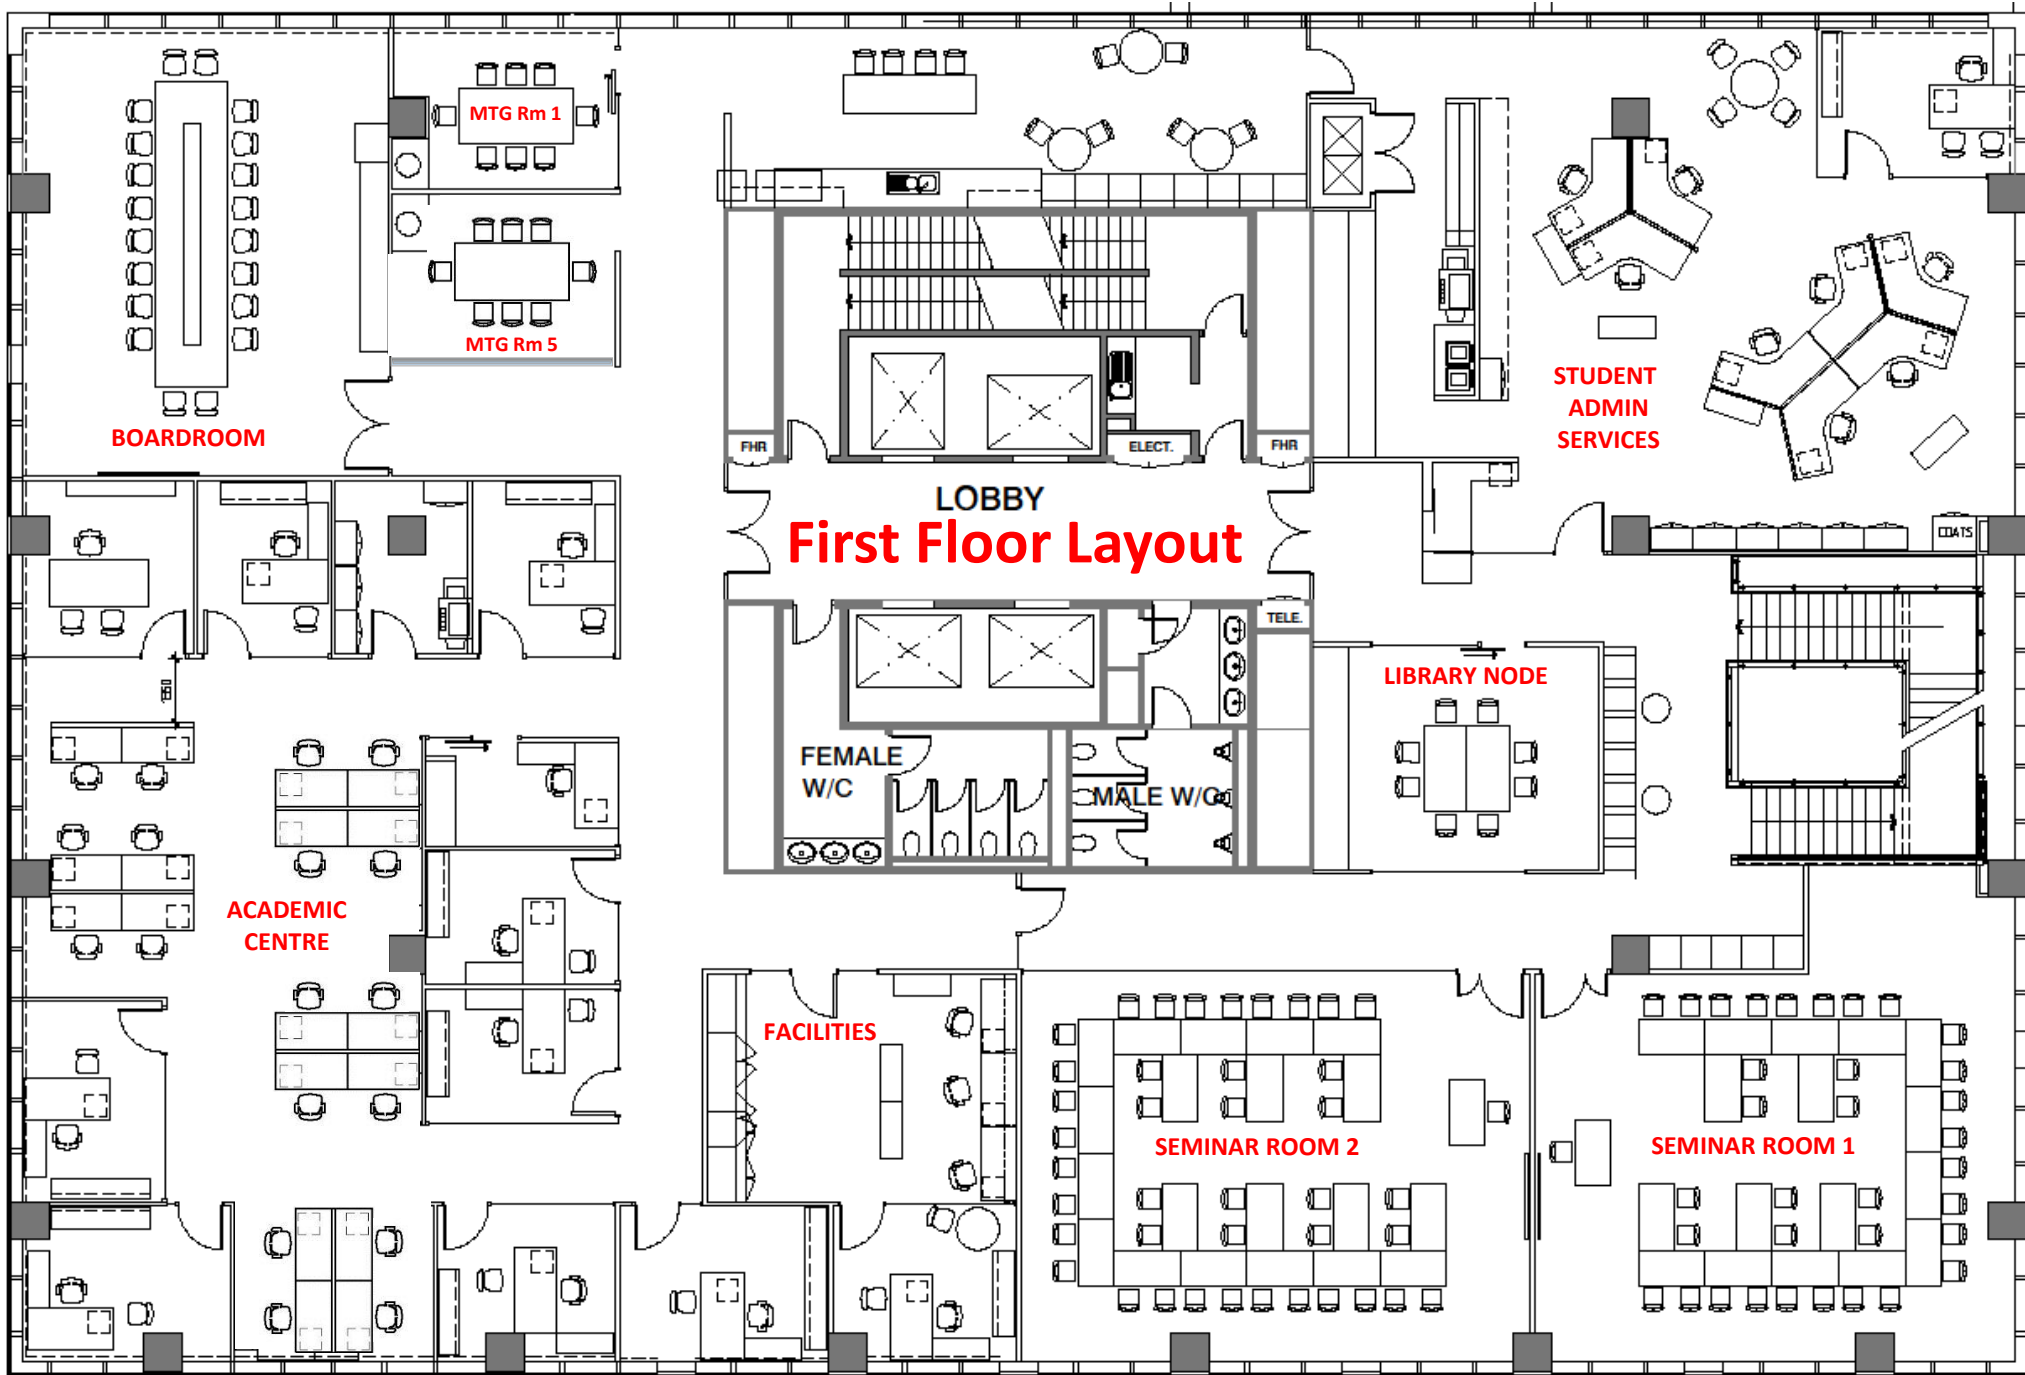 MTG Rm 1
MTG Rm 5
BOARDROOM
STUDENT
ADMIN
SERVICES
FHR
ELECT.
FHR
LOBBY
First Floor Layout
COATS
TELE.
LIBRARY NODE
FEMALE
W/C
MALE W/C
ACADEMIC
CENTRE
FACILITIES
SEMINAR ROOM 2
SEMINAR ROOM 1